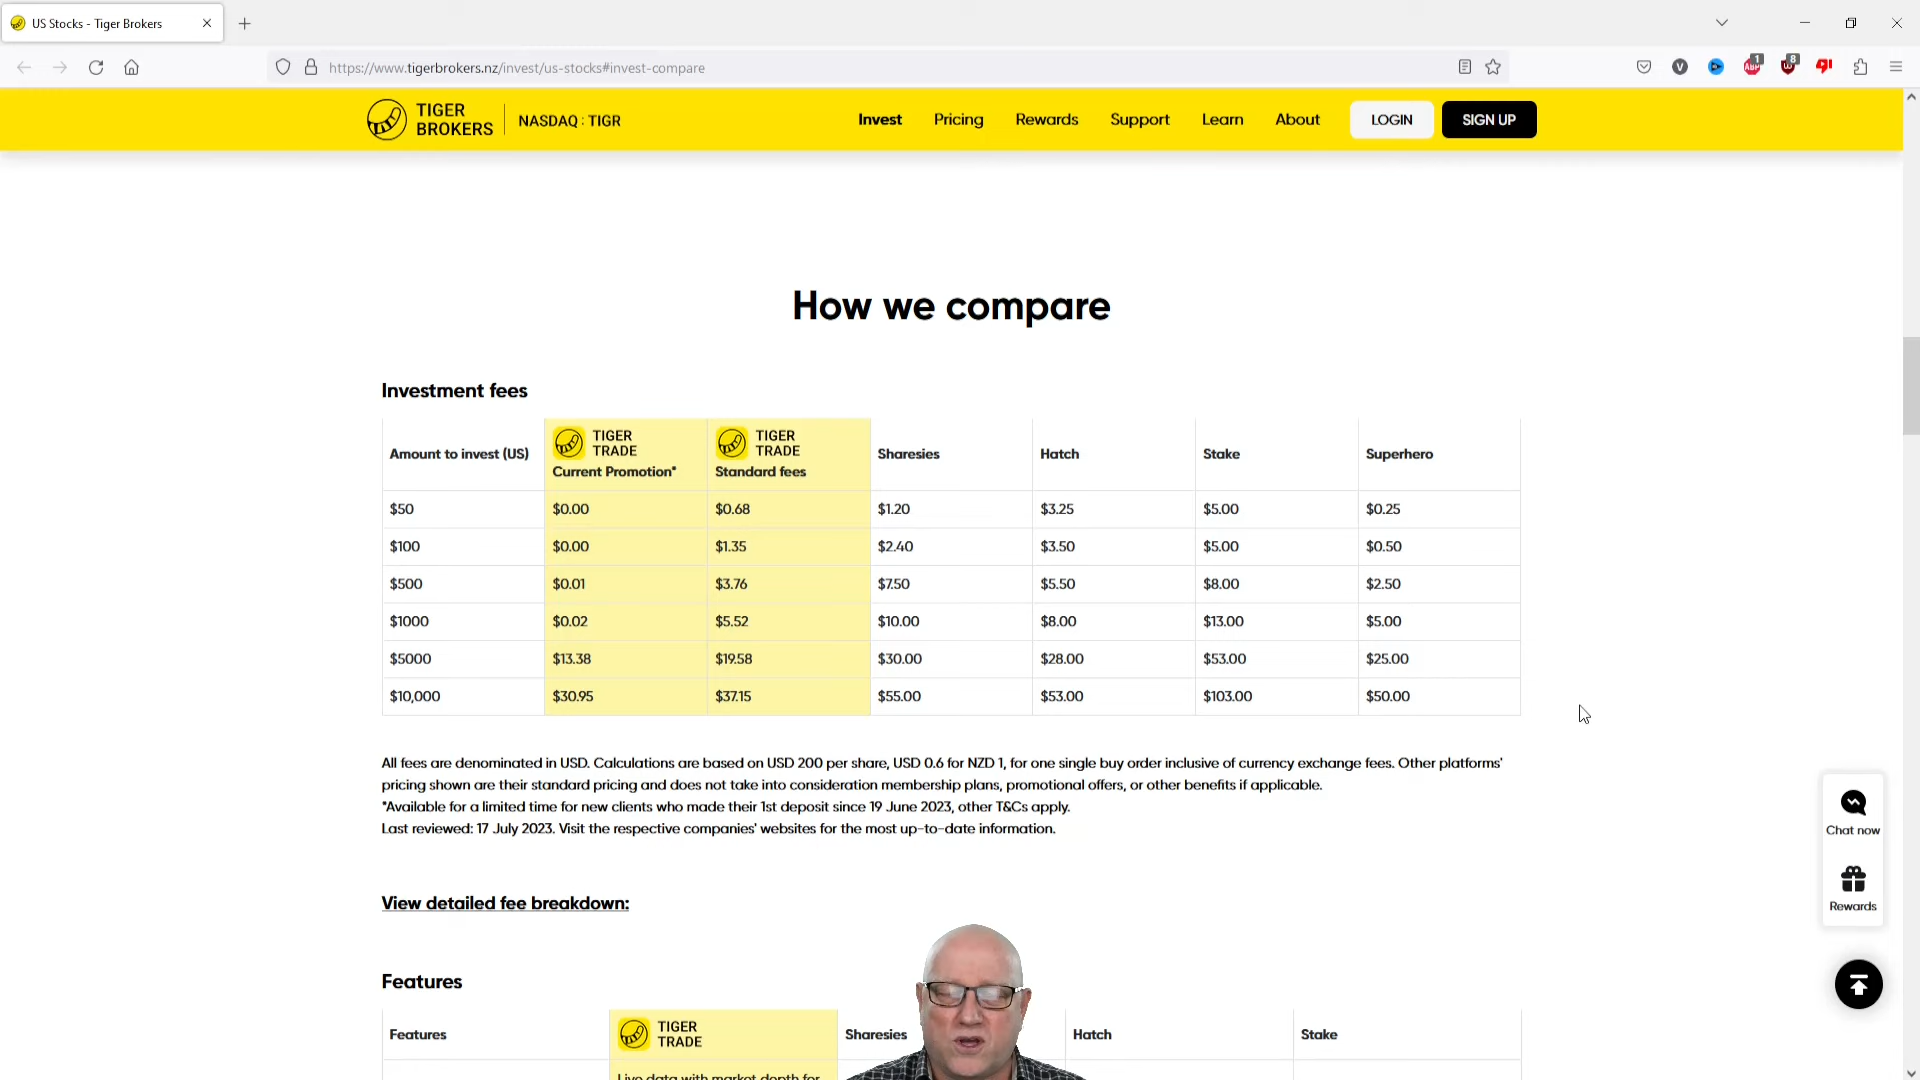 US Stocks - Tiger Brokers
https://www.tigerbrokers.nz/invest/us-stocks#invest-compare
1
8
V
ABP
TIGER BROKERS
NASDAQ : TIGR
Invest Pricing Rewards Support Learn About LOGIN SIGN UP
How we compare
Investment fees
Amount to invest (US) TIGER TRADE Current Promotion* TIGER TRADE Standard fees Sharesies Hatch Stake Superhero
$50 $0.00 $0.68 $1.20 $3.25 $5.00 $0.25
$100 $0.00 $1.35 $2.40 $3.50 $5.00 $0.50
$500 $0.01 $3.76 $7.50 $5.50 $8.00 $2.50
$1000 $0.02 $5.52 $10.00 $8.00 $13.00 $5.00
$5000 $13.38 $19.58 $30.00 $28.00 $53.00 $25.00
$10,000 $30.95 $37.15 $55.00 $53.00 $103.00 $50.00
All fees are denominated in USD. Calculations are based on USD 200 per share, USD 0.6 for NZD 1, for one single buy order inclusive of currency exchange fees. Other platforms'
pricing shown are their standard pricing and does not take into consideration membership plans, promotional offers, or other benefits if applicable.
*Available for a limited time for new clients who made their 1st deposit since 19 June 2023, other T&Cs apply.
Last reviewed: 17 July 2023. Visit the respective companies' websites for the most up-to-date information.
Chat now
Rewards
View detailed fee breakdown:
Features
Features TIGER TRADE Sharesies Hatch Stake
Live data with market depth for